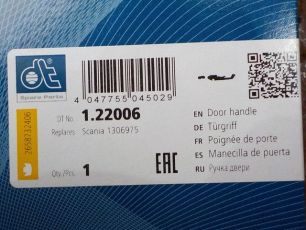 dt
Spare Parts
2658732406
4 047755 045029
DT No. 1.22006
Replaces Scania 1306975
Qty./Pcs. 1
EAC
EN Door handle
DE Türgriff
FR Poignée de porte
ES Manecilla de puerta
RU Ручка двери